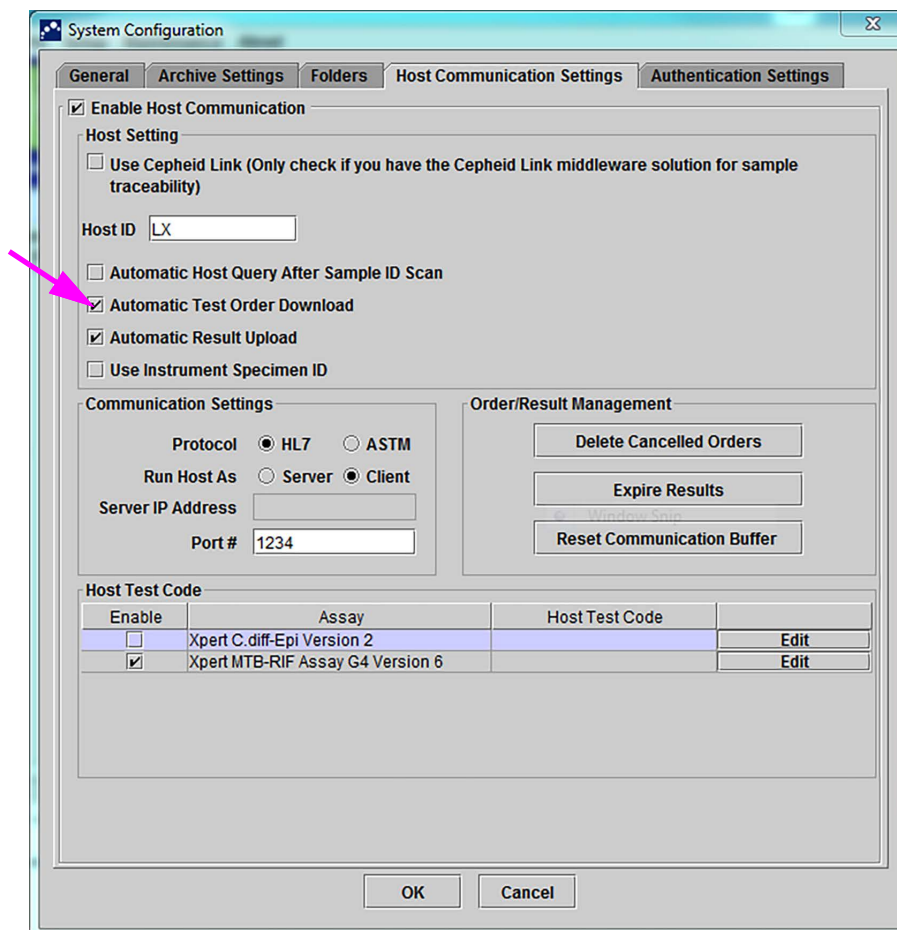 System Configuration
General Archive Settings Folders Host Communication Settings Authentication Settings
Enable Host Communication
Host Setting
Use Cepheid Link (Only check if you have the Cepheid Link middleware solution for sample
traceability)
Host ID LX
Automatic Host Query After Sample ID Scan
Automatic Test Order Download
Automatic Result Upload
Use Instrument Specimen ID
Communication Settings
Protocol HL7 ASTM
Run Host As Server Client
Server IP Address
Port # 1234
Order/Result Management
Delete Cancelled Orders
Expire Results
Window Snip
Reset Communication Buffer
Host Test Code
Enable Assay Host Test Code
Xpert C.diff-Epi Version 2 Edit
Xpert MTB-RIF Assay G4 Version 6 Edit
OK Cancel